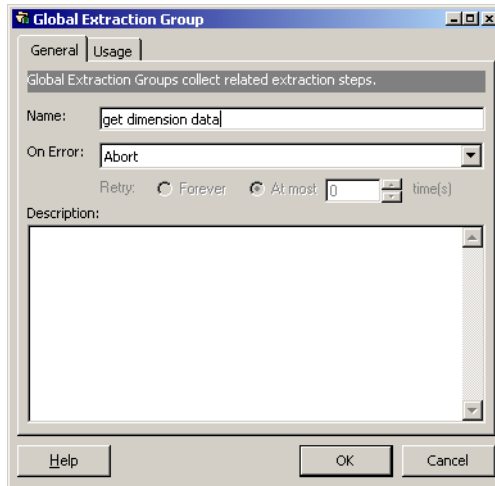 Global Extraction Group
General Usage
Global Extraction Groups collect related extraction steps.
Name: get dimension data
On Error: Abort
Retry: Forever At most 0 time(s)
Description:
Help OK Cancel